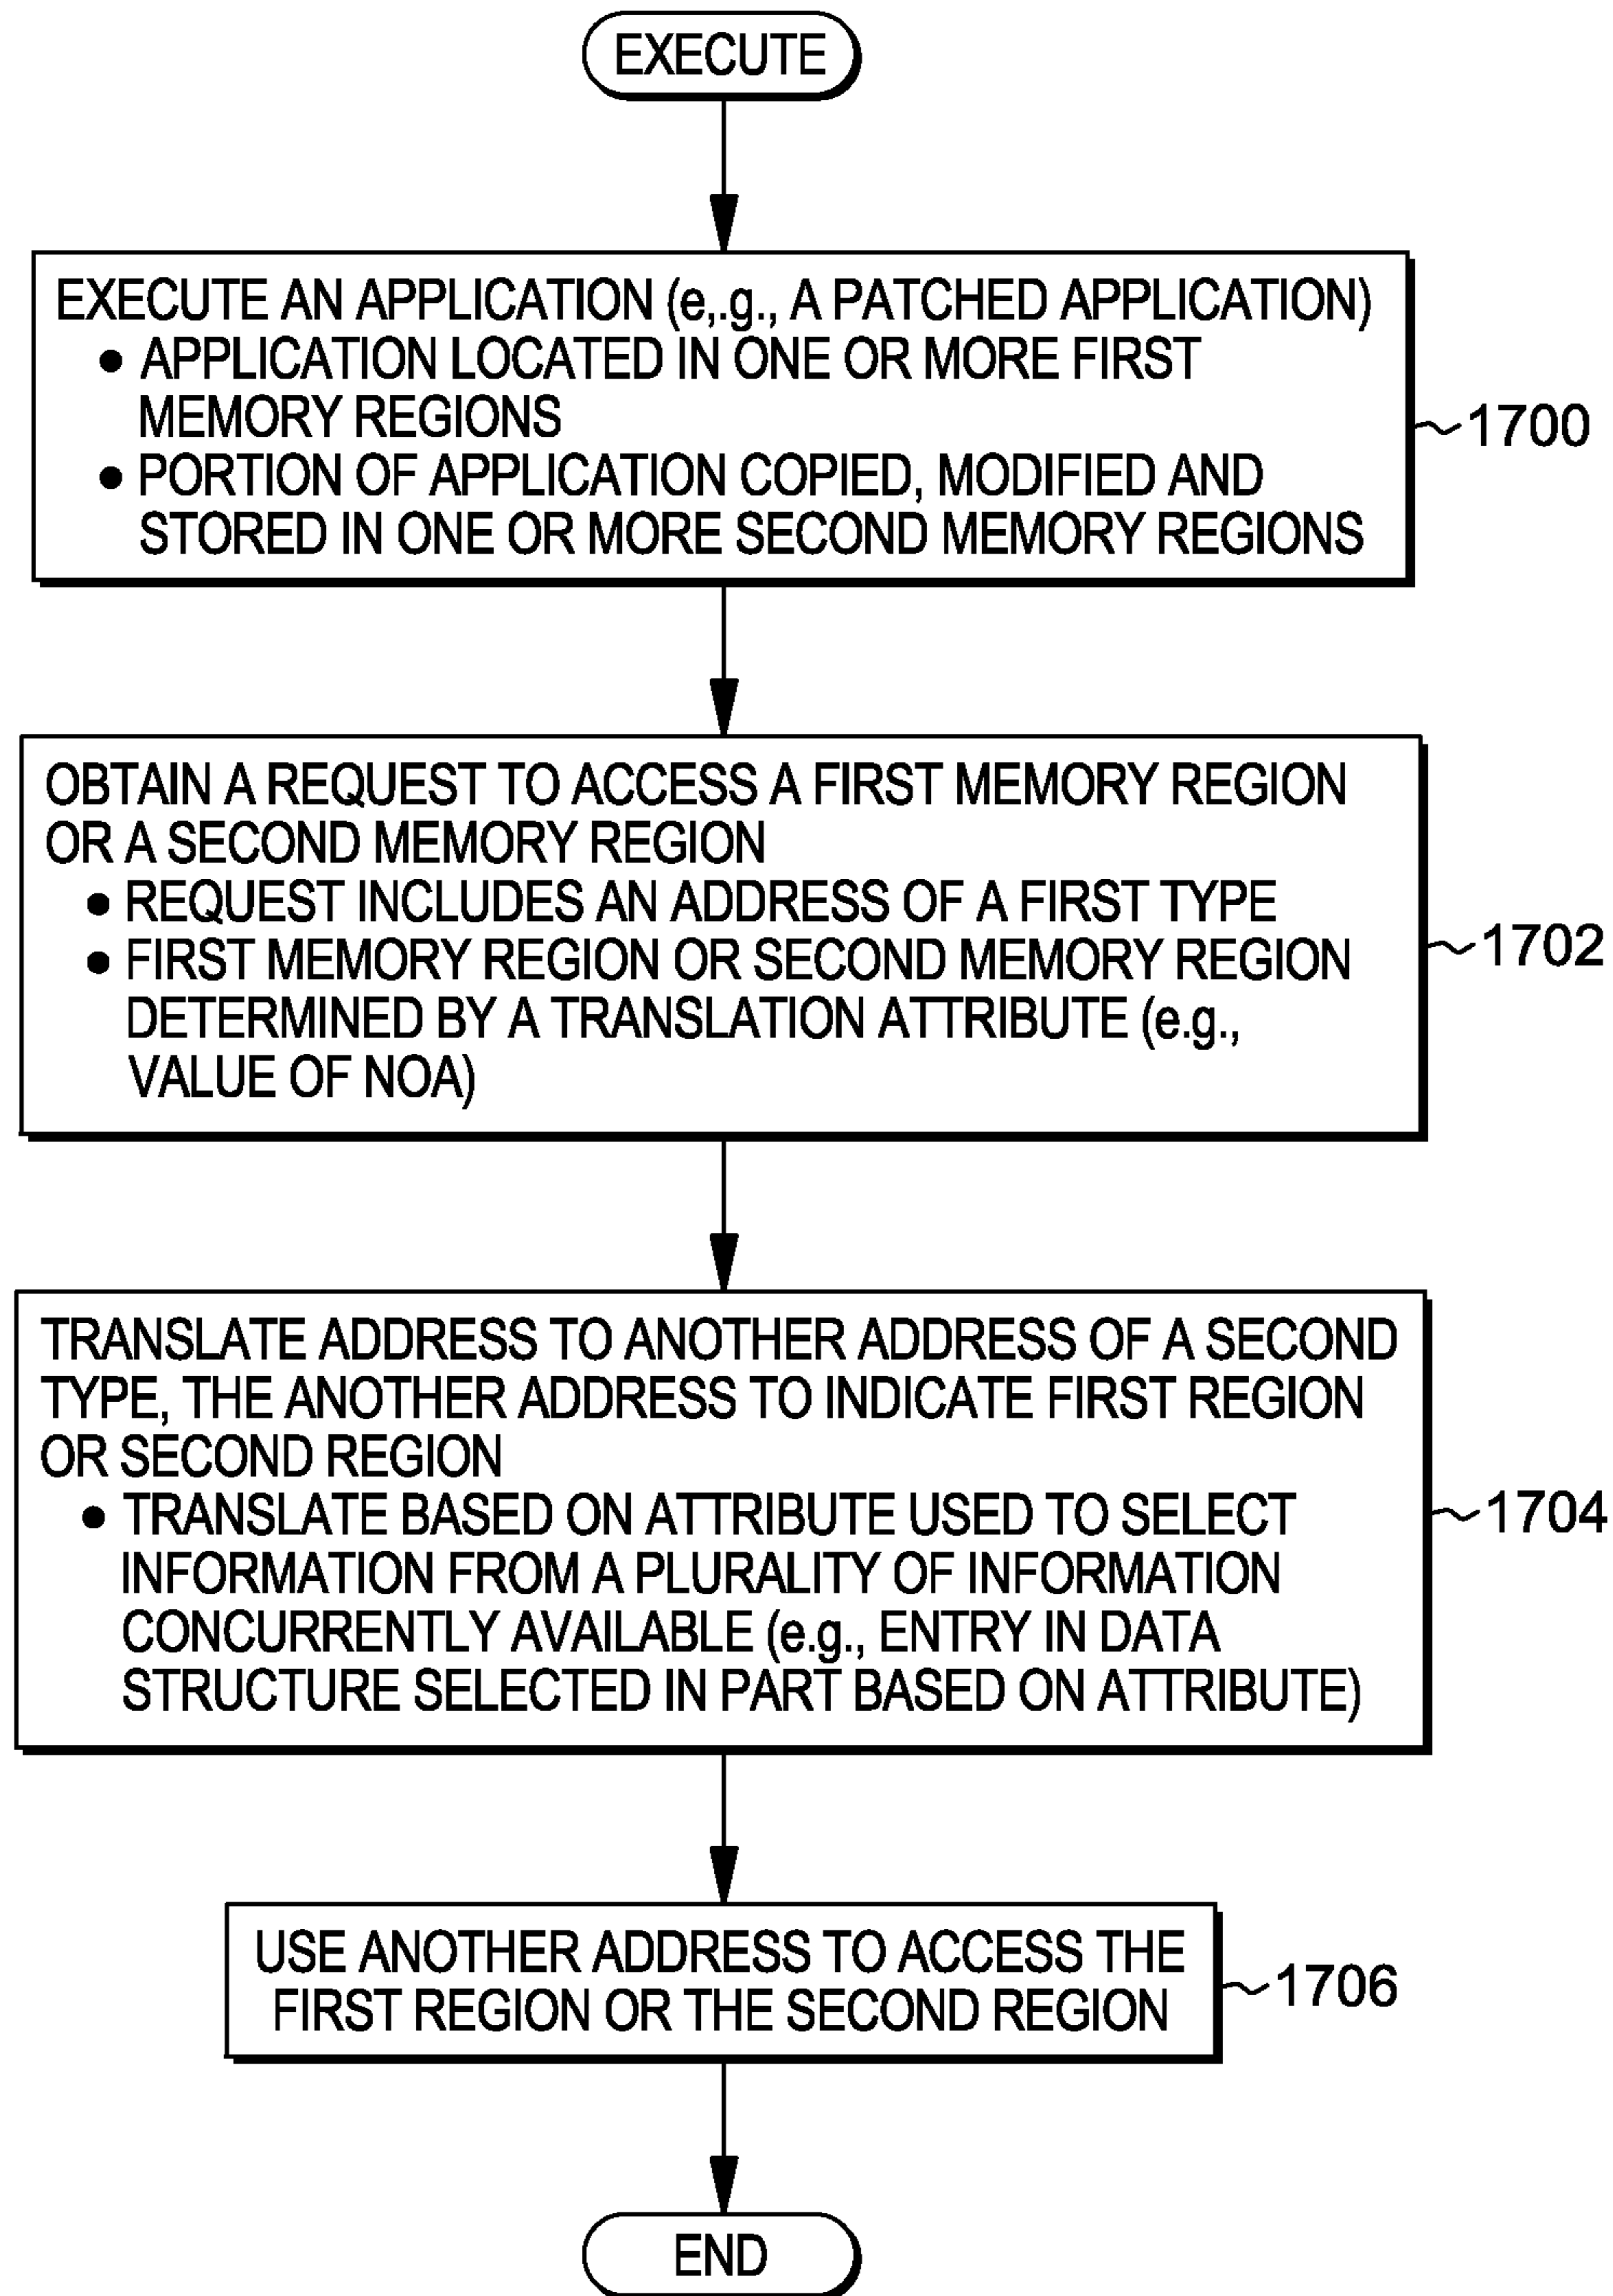 EXECUTE
EXECUTE AN APPLICATION (e,.g., A PATCHED APPLICATION)
• APPLICATION LOCATED IN ONE OR MORE FIRST
MEMORY REGIONS
• PORTION OF APPLICATION COPIED, MODIFIED AND
STORED IN ONE OR MORE SECOND MEMORY REGIONS
1700
OBTAIN A REQUEST TO ACCESS A FIRST MEMORY REGION
OR A SECOND MEMORY REGION
• REQUEST INCLUDES AN ADDRESS OF A FIRST TYPE
• FIRST MEMORY REGION OR SECOND MEMORY REGION
DETERMINED BY A TRANSLATION ATTRIBUTE (e.g.,
VALUE OF NOA)
1702
TRANSLATE ADDRESS TO ANOTHER ADDRESS OF A SECOND
TYPE, THE ANOTHER ADDRESS TO INDICATE FIRST REGION
OR SECOND REGION
• TRANSLATE BASED ON ATTRIBUTE USED TO SELECT
INFORMATION FROM A PLURALITY OF INFORMATION
CONCURRENTLY AVAILABLE (e.g., ENTRY IN DATA
STRUCTURE SELECTED IN PART BASED ON ATTRIBUTE)
1704
USE ANOTHER ADDRESS TO ACCESS THE
FIRST REGION OR THE SECOND REGION
1706
END